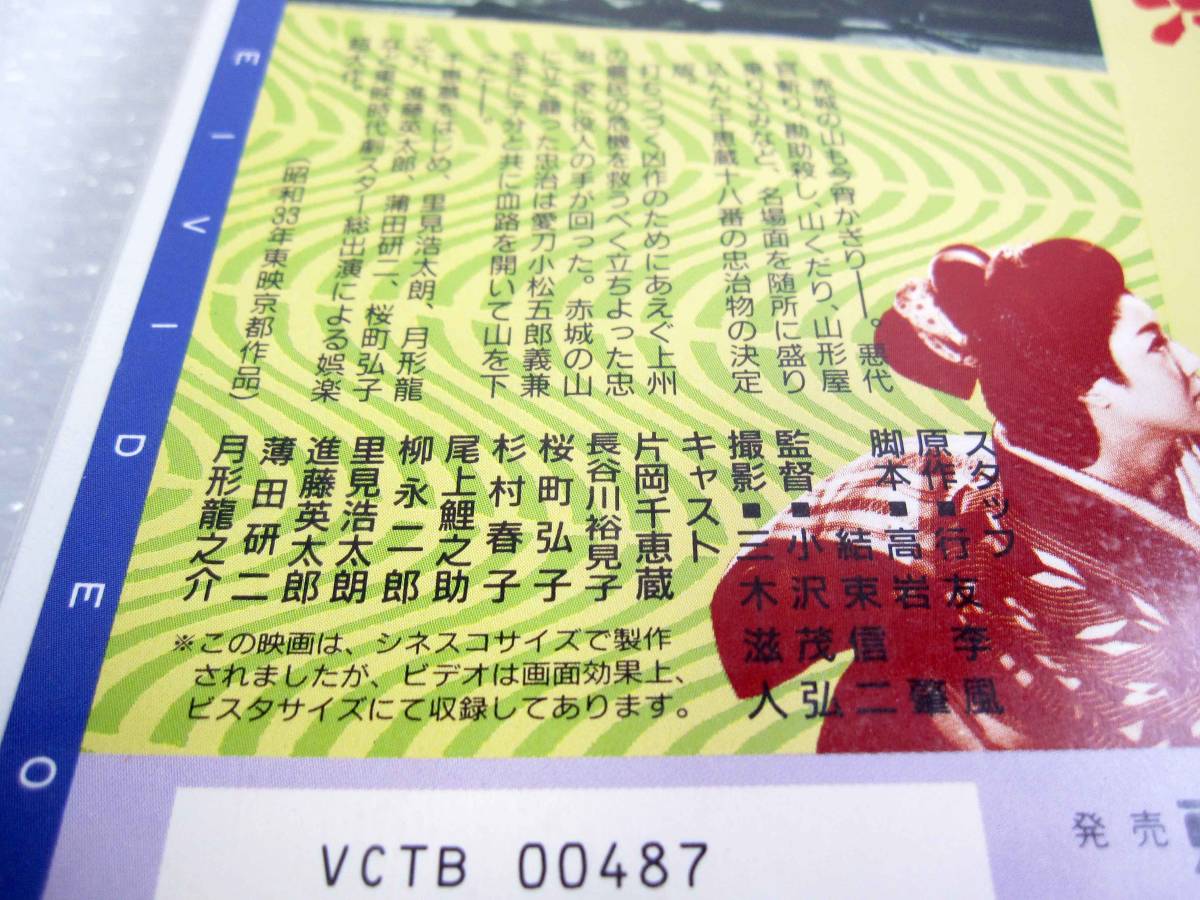 赤城の山も今宵かぎり――。悪代
官斬り、勘助殺し、山くだり、山形屋
乗り込みなど、名場面を随所に盛り
込んだ千恵蔵十八番の忠治物の決定
版。
打ちつづく凶作のためにあえぐ上州
の農民の危機を救うべく立ちよった忠
治一家に役人の手が回った。赤城の山
に立て籠った忠治は愛刀小松五郎義兼
を手に子分と共に血路を開いて山を下
った――。
千恵蔵をはじめ、里見浩太朗、月形龍
之介、進藤英太郎、薄田研二、桜町弘子
など東映時代劇スター総出演による娯楽
超大作。
(昭和33年東映京都作品)
スタッフ
原作■行友李風
脚本■高岩肇
結束信二
監督■小沢茂弘
撮影■三木滋人
キャスト
片岡千恵蔵
長谷川裕見子
桜町弘子
杉村春子
尾上鯉之助
柳永二郎
里見浩太朗
進藤英太郎
薄田研二
月形龍之介
※この映画は、シネスコサイズで製作
されましたが、ビデオは画面効果上、
ビスタサイズにて収録してあります。
EI VIDEO
VCTB 00487
発売